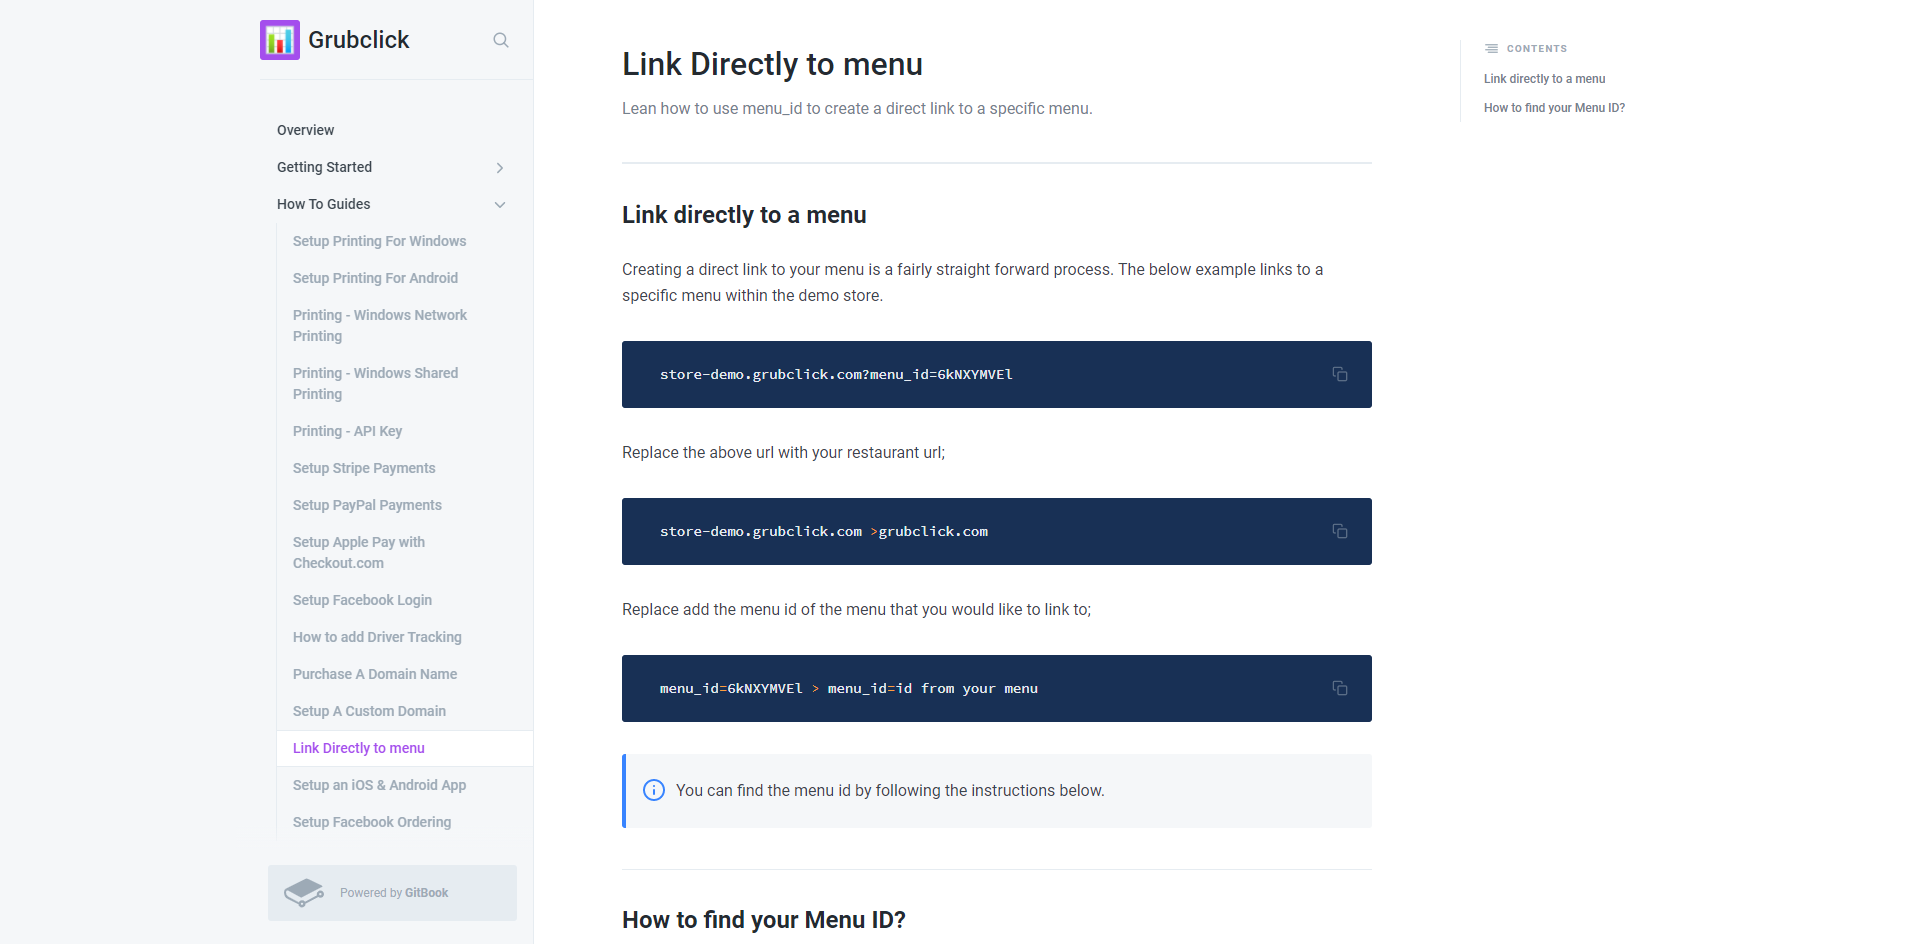 Grubclick
Overview
Getting Started
How To Guides
Setup Printing For Windows
Setup Printing For Android
Printing - Windows Network
Printing
Printing - Windows Shared
Printing
Printing - API Key
Setup Stripe Payments
Setup PayPal Payments
Setup Apple Pay with
Checkout.com
Setup Facebook Login
How to add Driver Tracking
Purchase A Domain Name
Setup A Custom Domain
Link Directly to menu
Setup an iOS & Android App
Setup Facebook Ordering
Powered by GitBook
Link Directly to menu
Lean how to use menu_id to create a direct link to a specific menu.
Link directly to a menu
Creating a direct link to your menu is a fairly straight forward process. The below example links to a
specific menu within the demo store.
store-demo.grubclick.com?menu_id=6kNXYMVEl
Replace the above url with your restaurant url;
store-demo.grubclick.com >grubclick.com
Replace add the menu id of the menu that you would like to link to;
menu_id=6kNXYMVEl > menu_id=id from your menu
You can find the menu id by following the instructions below.
How to find your Menu ID?
CONTENTS
Link directly to a menu
How to find your Menu ID?